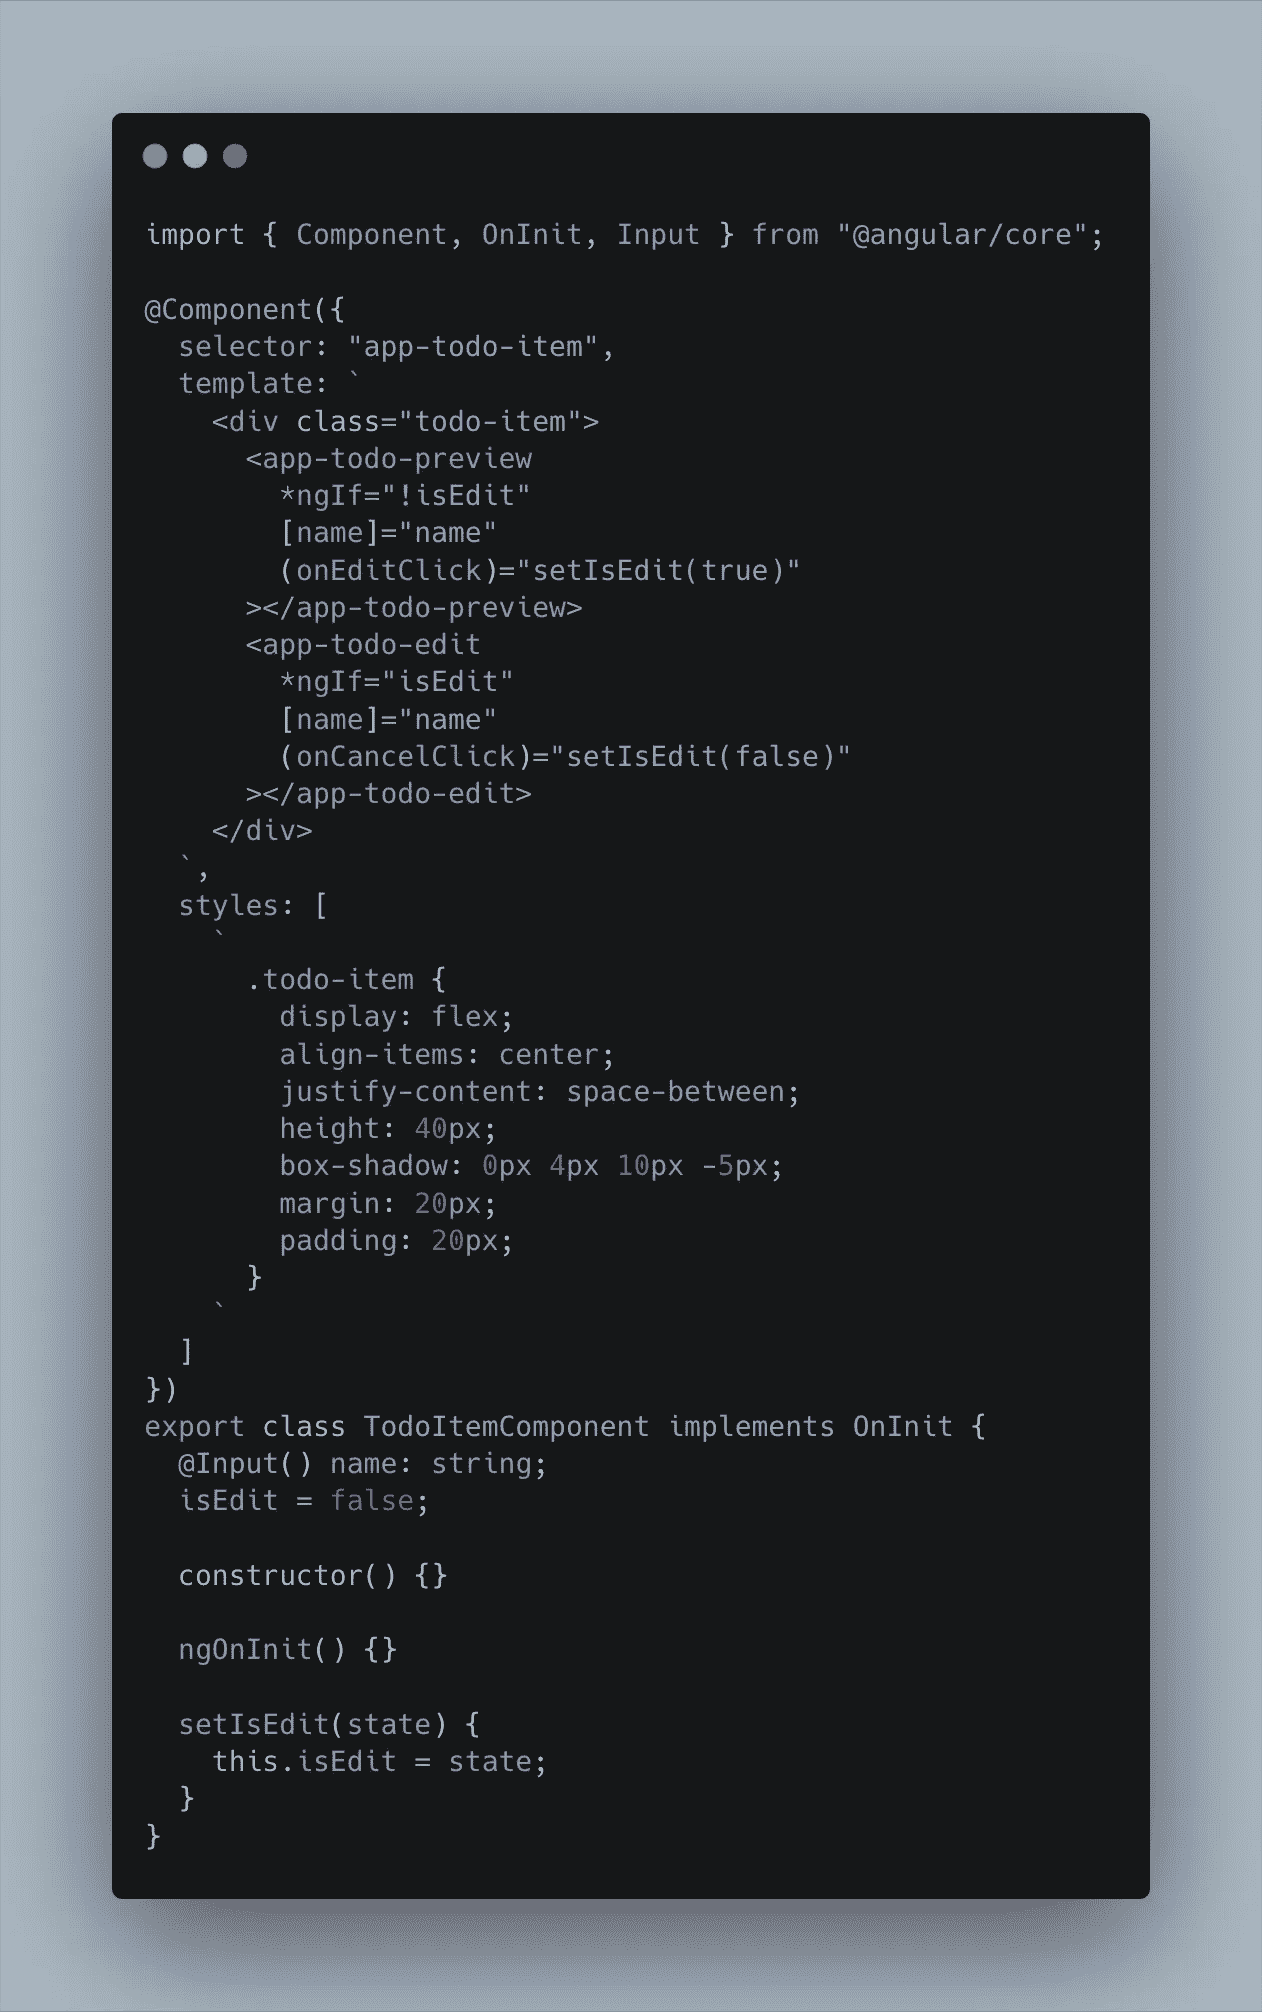 import { Component, OnInit, Input } from "@angular/core";

@Component({
  selector: "app-todo-item",
  template: `
    <div class="todo-item">
      <app-todo-preview
        *ngIf="!isEdit"
        [name]="name"
        (onEditClick)="setIsEdit(true)"
      ></app-todo-preview>
      <app-todo-edit
        *ngIf="isEdit"
        [name]="name"
        (onCancelClick)="setIsEdit(false)"
      ></app-todo-edit>
    </div>
  `,
  styles: [
    `
      .todo-item {
        display: flex;
        align-items: center;
        justify-content: space-between;
        height: 40px;
        box-shadow: 0px 4px 10px -5px;
        margin: 20px;
        padding: 20px;
      }
    `
  ]
})
export class TodoItemComponent implements OnInit {
  @Input() name: string;
  isEdit = false;

  constructor() {}

  ngOnInit() {}

  setIsEdit(state) {
    this.isEdit = state;
  }
}